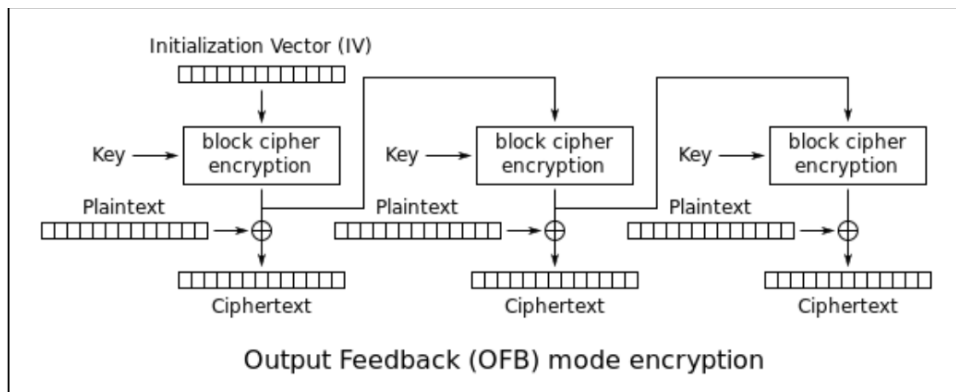 Initialization Vector (IV)
Key
block cipher
encryption
Key
block cipher
encryption
Key
block cipher
encryption
Plaintext
Plaintext
Plaintext
Ciphertext
Ciphertext
Ciphertext
Output Feedback (OFB) mode encryption